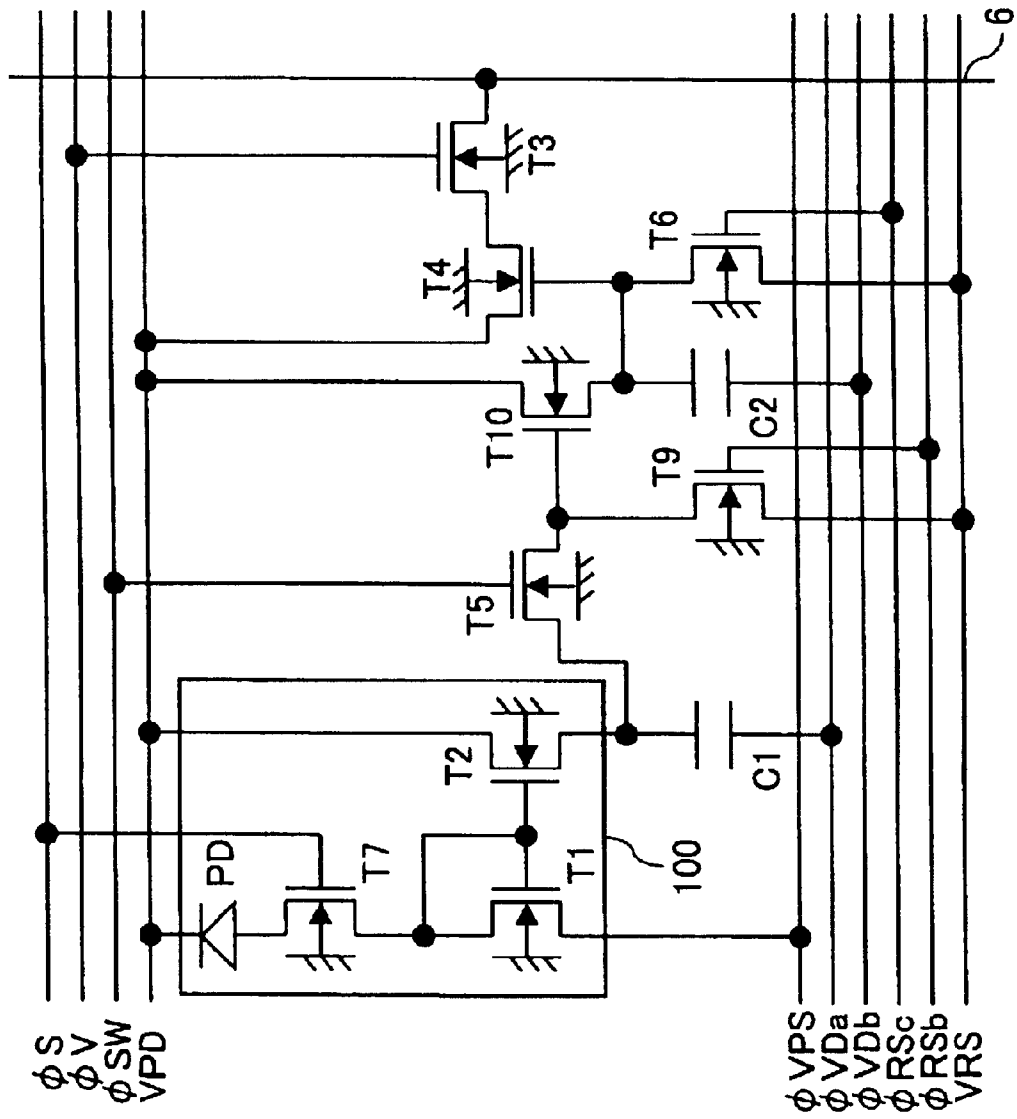 φS
φV
φSW
VPD
PD
T7
T1
T2
100
C1
T5
T10
T9
C2
T4
T3
T6
φVPS
φVDa
φVDb
φRSc
φRSb
VRS
6